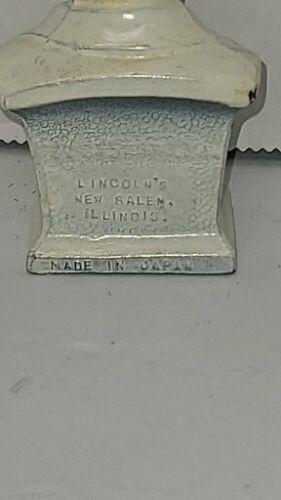 LINCOLN'S
NEW SALEM,
ILLINOIS.
MADE IN JAPAN